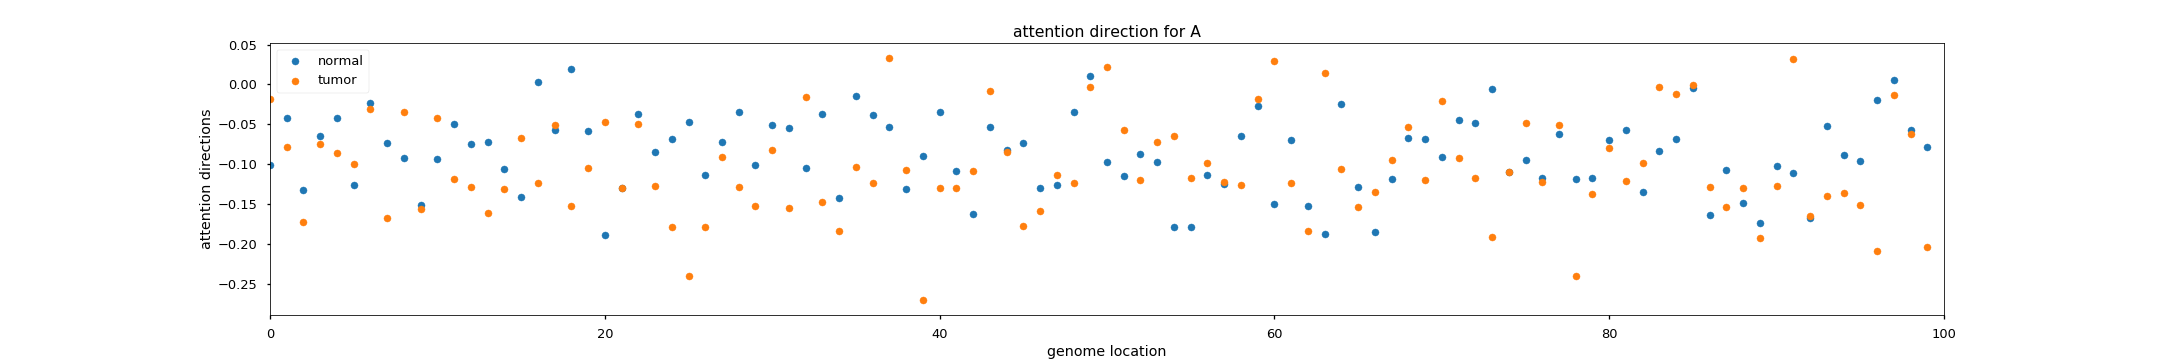 attention direction for A
0.05
0.00
−0.05
−0.10
−0.15
−0.20
−0.25
attention directions
normal
tumor
0 20 40 60 80 100
genome location